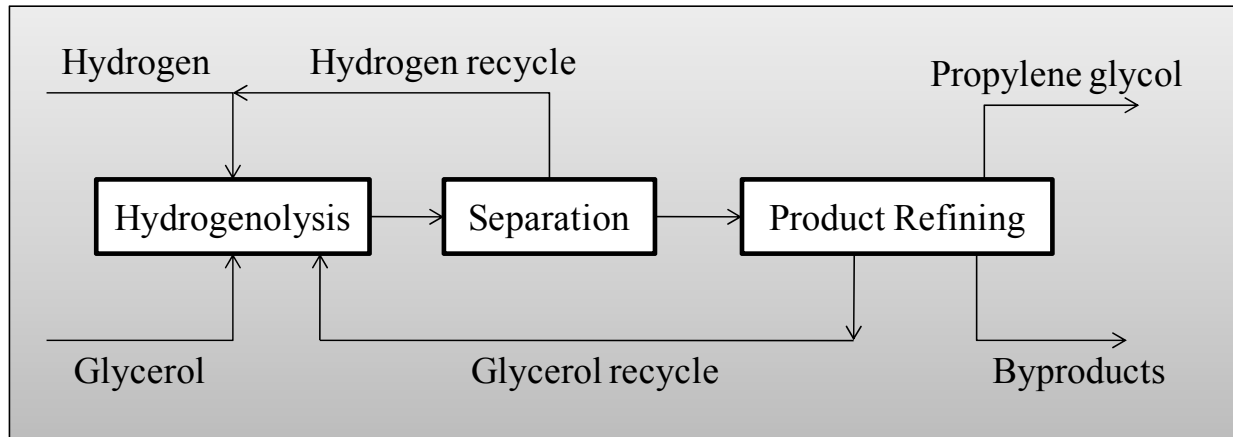 Hydrogen
Hydrogen recycle
Propylene glycol
Hydrogenolysis
Separation
Product Refining
Glycerol
Glycerol recycle
Byproducts